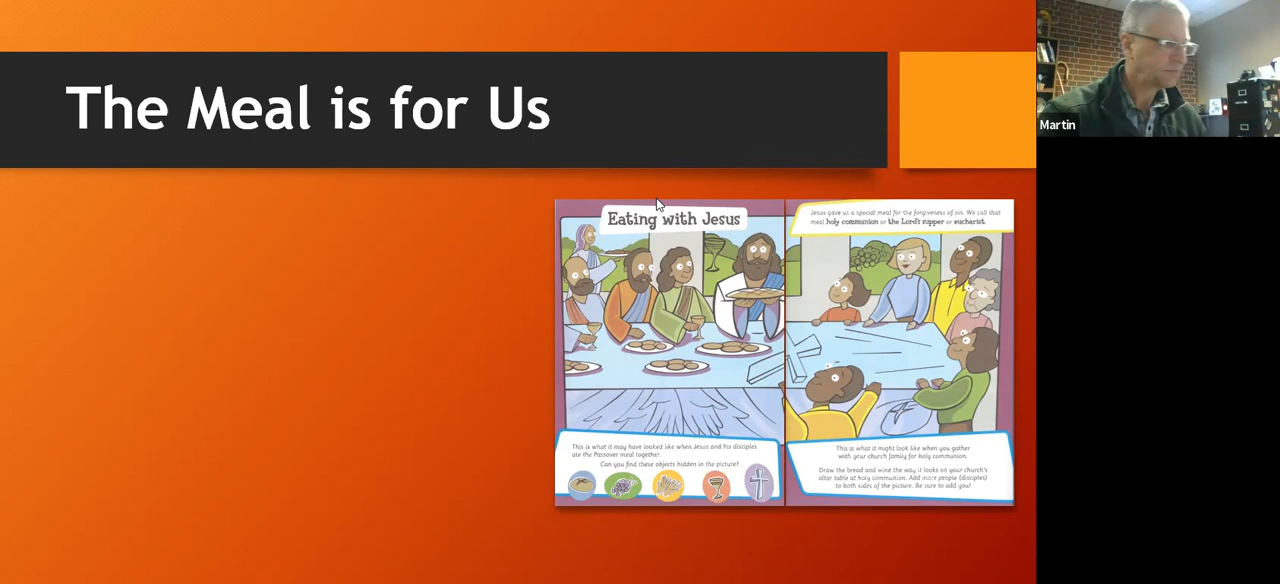 The Meal is for Us
Martin
Eating with Jesus
This is what it may have looked like when Jesus and his disciples
ate the Passover meal together.
Can you find these objects hidden in the picture?
Jesus gave us a special meal for the forgiveness of sin. We call that
meal holy communion or the Lord's supper or eucharist.
This is what it might look like when you gather
with your church family for holy communion.
Draw the bread and wine the way it looks on your church's
altar table at holy communion. Add more people (disciples)
to both sides of the picture. Be sure to add you!